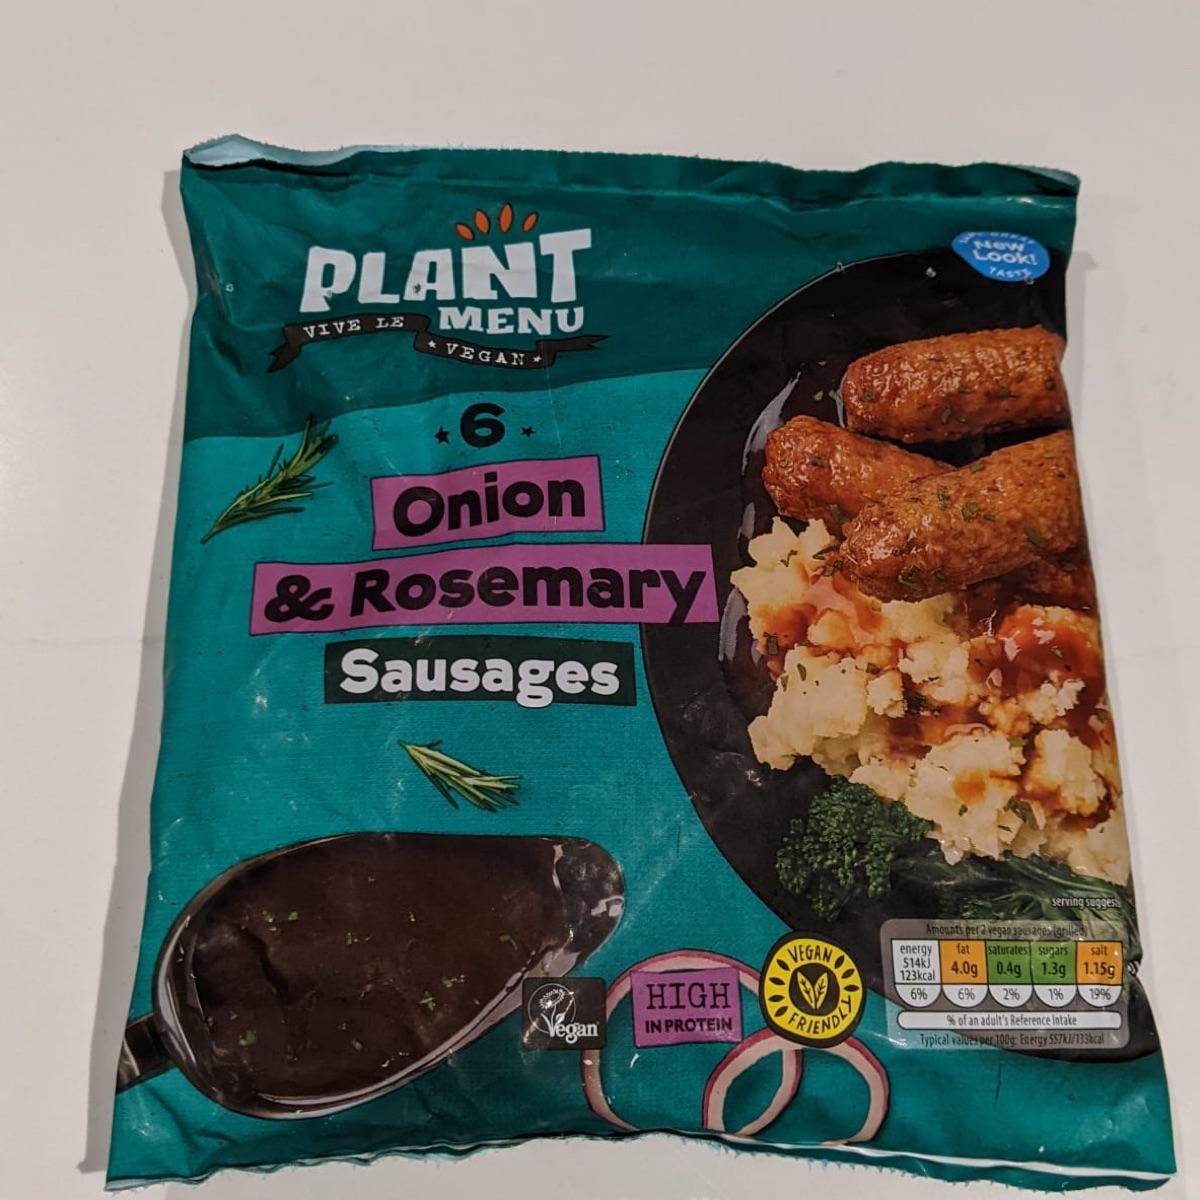 PLANT
MENU
VIVE LE
VEGAN
New
Look!
TASTE
6
Onion
& Rosemary
Sausages
serving
Vegan
HIGH
IN PROTEIN
VEGAN
FRIENDLY
Amounts per 2 vegan sausages (grilled)
energy fat saturates sugars salt
514kJ 4.0g 0.4g 1.3g 1.15g
123kcal
6% 6% 2% 1% 19%
% of an adult's Reference Intake
Typical values per 100g: Energy 557kJ/133kcal